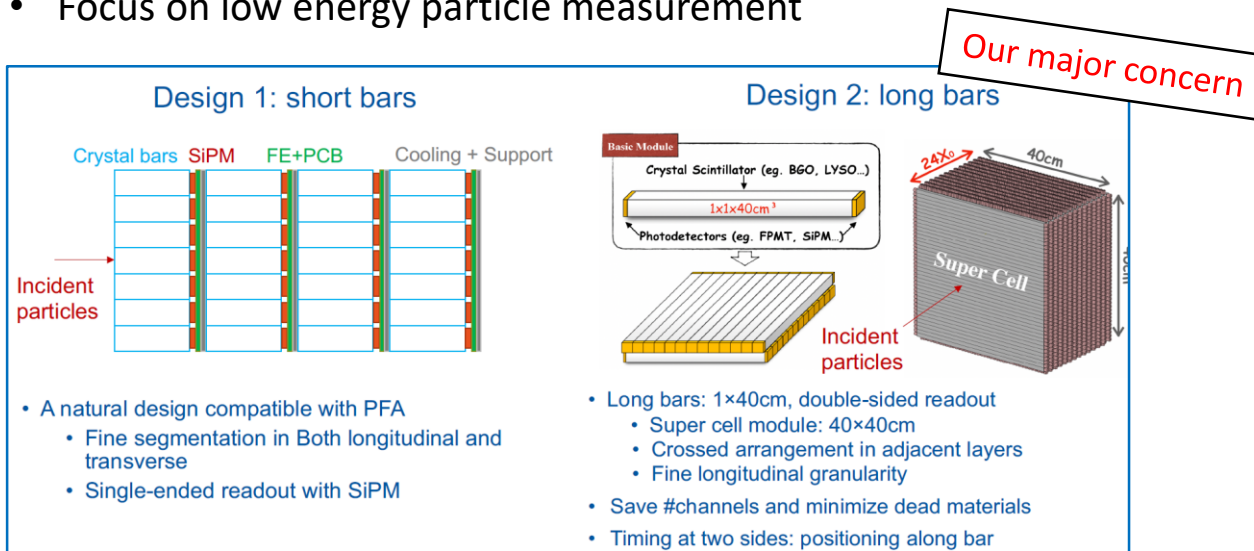 • Focus on low energy particle measurement
Our major concern
Design 1: short bars
Crystal bars SiPM FE+PCB Cooling + Support
Incident
particles
• A natural design compatible with PFA
• Fine segmentation in Both longitudinal and
transverse
• Single-ended readout with SiPM
Design 2: long bars
Basic Module
Crystal Scintillator (eg. BGO, LYSO…)
1x1x40cm³
Photodetectors (eg. FPMT, SiPM…)
24X₀
40cm
Super Cell
Incident
particles
• Long bars: 1×40cm, double-sided readout
• Super cell module: 40×40cm
• Crossed arrangement in adjacent layers
• Fine longitudinal granularity
• Save #channels and minimize dead materials
• Timing at two sides: positioning along bar